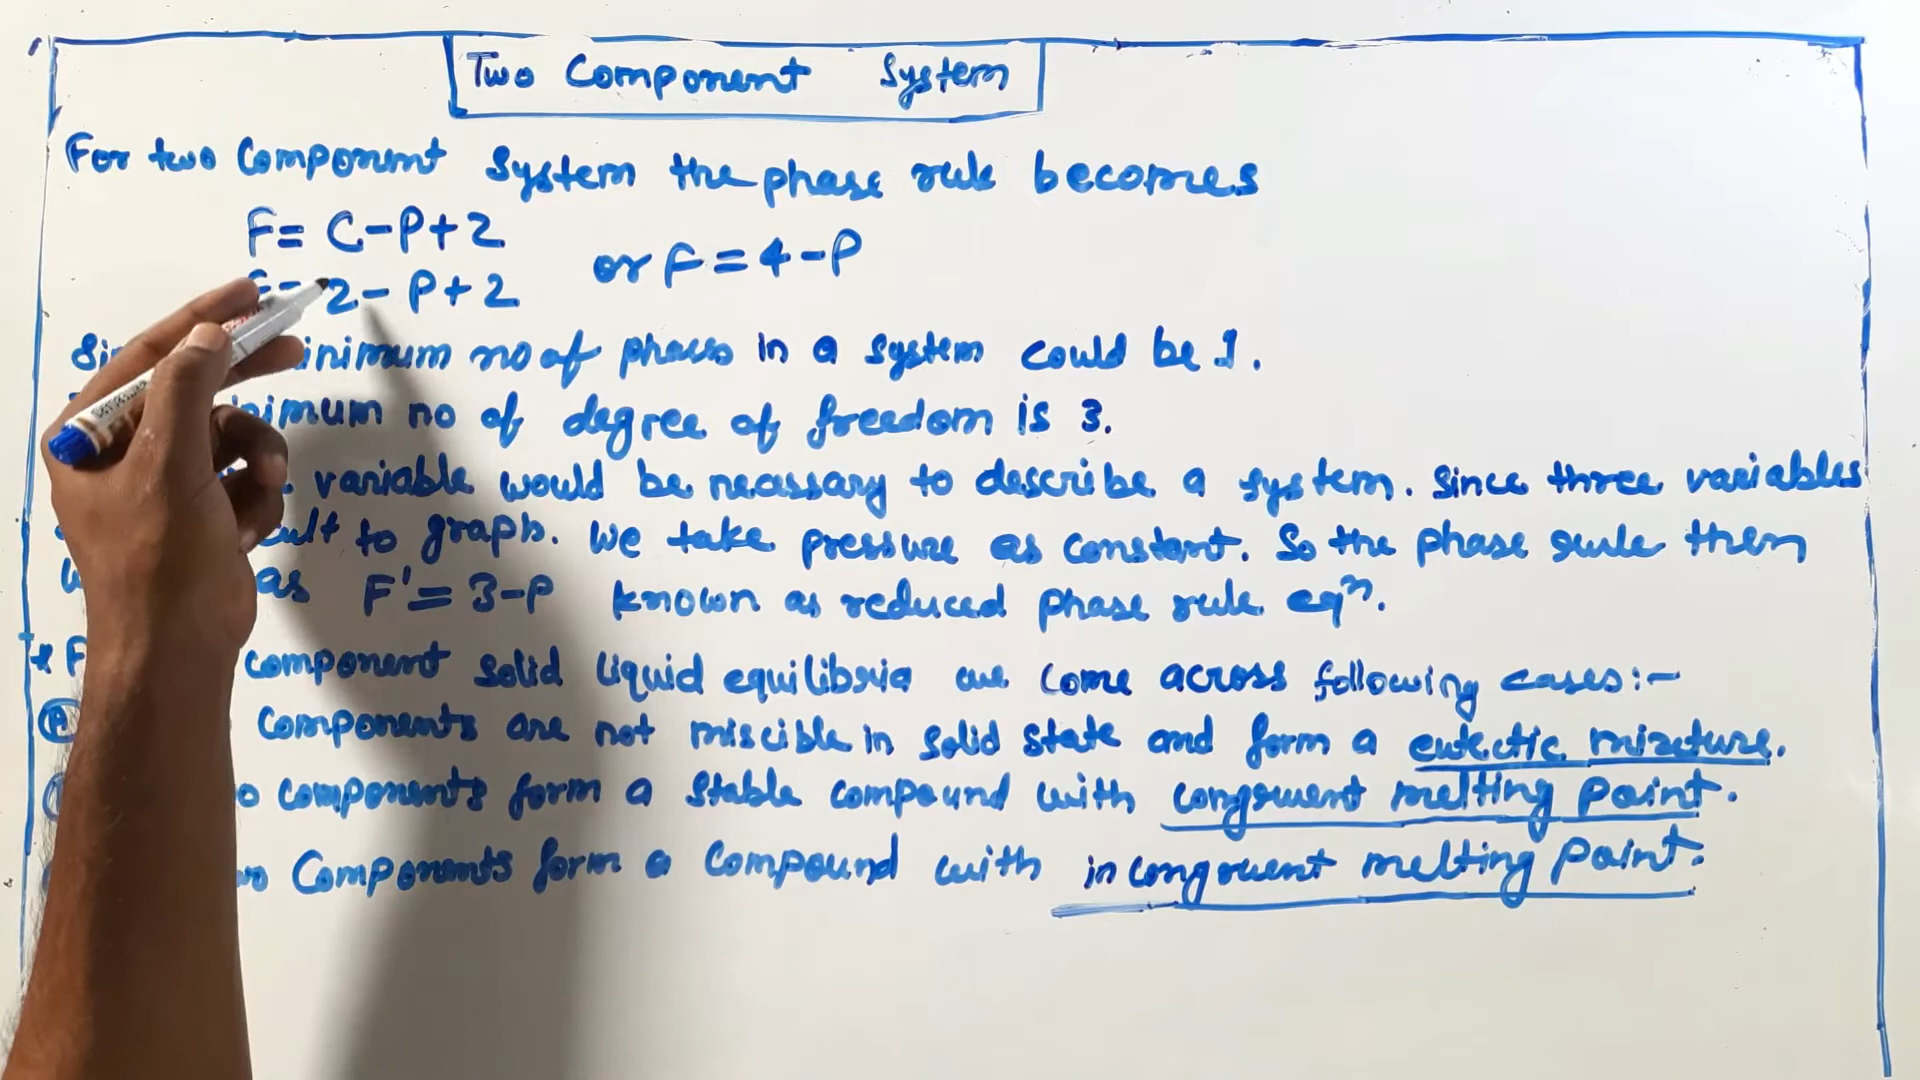 Two Component System
For two component system the phase rule becomes
F = C-P+2
or F = 4-P
2- P+2
inimum no of phases in a system could be 1.
nimum no of degree of freedom is 3.
variable would be necassary to describe a system. Since three variables
cult to graph. We take pressure as constant. So the phase rule then
as F' = 3-P known as reduced phase rule eqn.
* F component solid liquid equilibria we come across following cases:-
components are not miscible in solid state and form a eutectic mixture.
o components form a stable compound with congruent melting point.
wo Components form a compound with incongruent melting point.